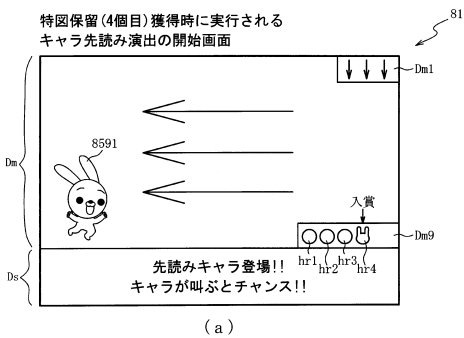 特図保留(4個目)獲得時に実行される
キャラ先読み演出の開始画面
81
Dm1
Dm
8591
入賞
Dm9
hr1
hr2
hr3
hr4
Ds
先読みキャラ登場!!
キャラが叫ぶとチャンス!!
(a)